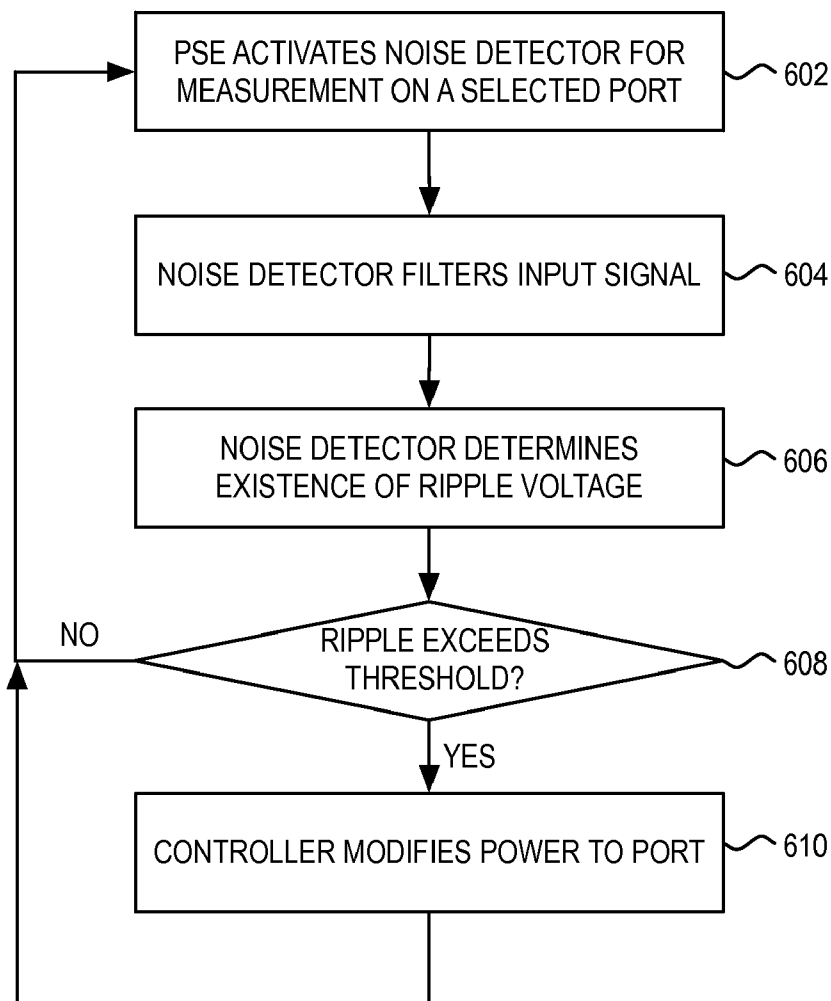 PSE ACTIVATES NOISE DETECTOR FOR
MEASUREMENT ON A SELECTED PORT
602
NOISE DETECTOR FILTERS INPUT SIGNAL
604
NOISE DETECTOR DETERMINES
EXISTENCE OF RIPPLE VOLTAGE
606
NO
RIPPLE EXCEEDS
THRESHOLD?
608
YES
CONTROLLER MODIFIES POWER TO PORT
610